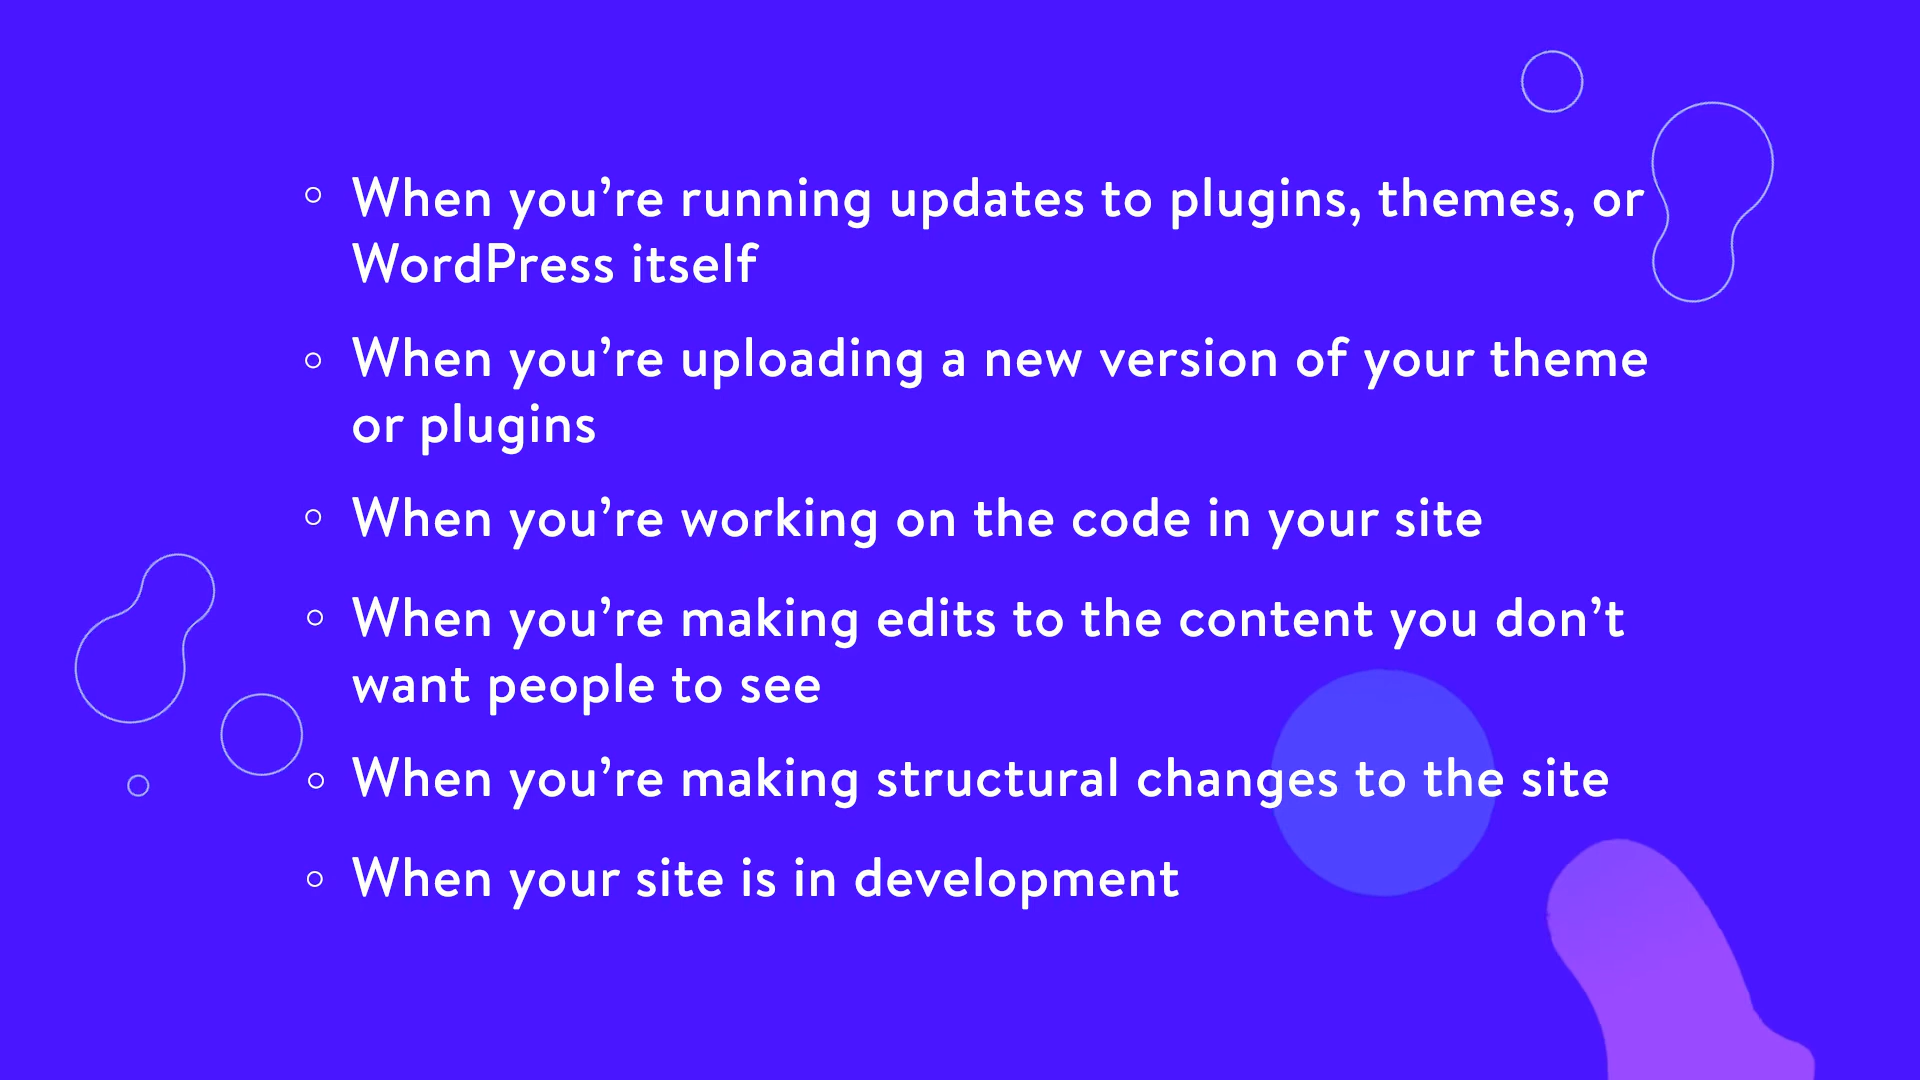 When you’re running updates to plugins, themes, or
WordPress itself
When you’re uploading a new version of your theme
or plugins
When you’re working on the code in your site
When you’re making edits to the content you don’t
want people to see
When you’re making structural changes to the site
When your site is in development